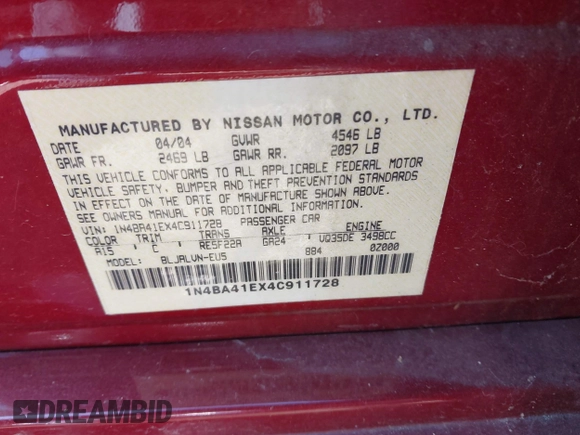 MANUFACTURED BY NISSAN MOTOR CO., LTD.
DATE 04/04 GVWR 4546 LB
GAWR FR. 2469 LB GAWR RR. 2097 LB
THIS VEHICLE CONFORMS TO ALL APPLICABLE FEDERAL MOTOR
VEHICLE SAFETY, BUMPER AND THEFT PREVENTION STANDARDS
IN EFFECT ON THE DATE OF MANUFACTURE SHOWN ABOVE.
SEE OWNERS MANUAL FOR ADDITIONAL INFORMATION
VIN: 1N4BA41EX4C911728 PASSENGER CAR
COLOR TRIM TRANS AXLE ENGINE
A15 C RE5F22A GA24 VQ35DE 3498CC
MODEL: BLJALVN-EU5 884 0Z000
1N4BA41EX4C911728
DREAMBID